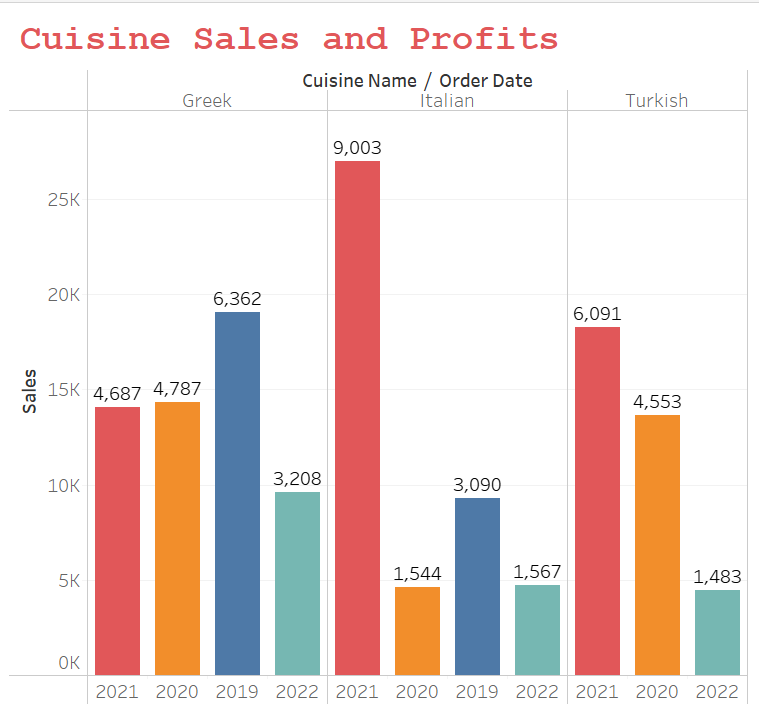 Cuisine Sales and Profits
Cuisine Name / Order Date
Greek Italian Turkish
9,003
25K
6,362
20K
6,091
4,687 4,787 4,553
15K
Sales
3,208 3,090
10K
1,544 1,567 1,483
5K
0K
2021 2020 2019 2022 2021 2020 2019 2022 2021 2020 2022